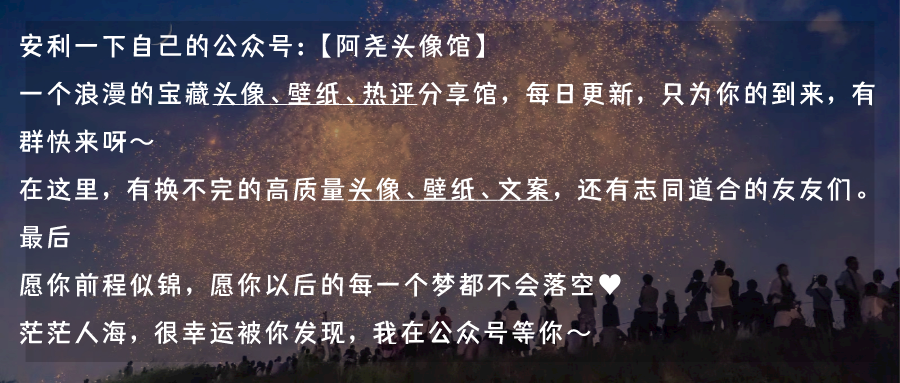 安利一下自己的公众号:【阿尧头像馆】
一个浪漫的宝藏头像、壁纸、热评分享馆，每日更新，只为你的到来，有
群快来呀～
在这里，有换不完的高质量头像、壁纸、文案，还有志同道合的友友们。
最后
愿你前程似锦，愿你以后的每一个梦都不会落空♥
茫茫人海，很幸运被你发现，我在公众号等你～